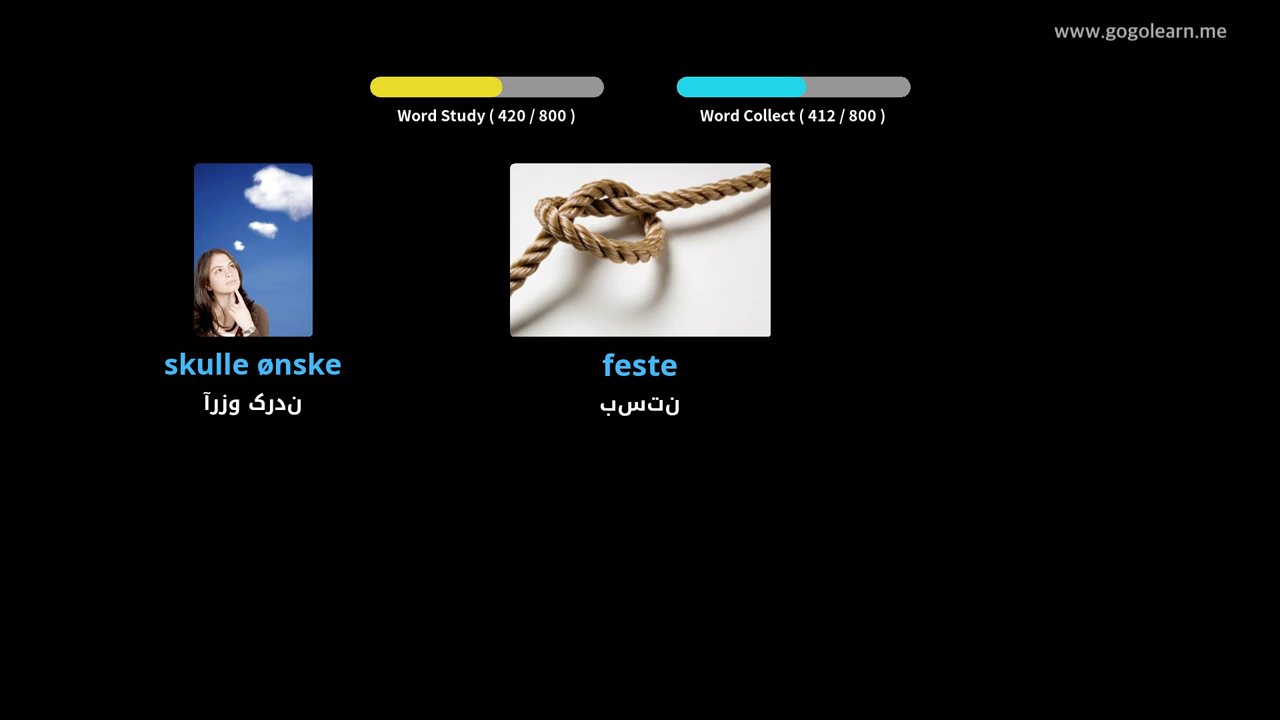 www.gogolearn.me
Word Study ( 420 / 800 )
Word Collect ( 412 / 800 )
skulle ønske
آرزو کردن
feste
بستن